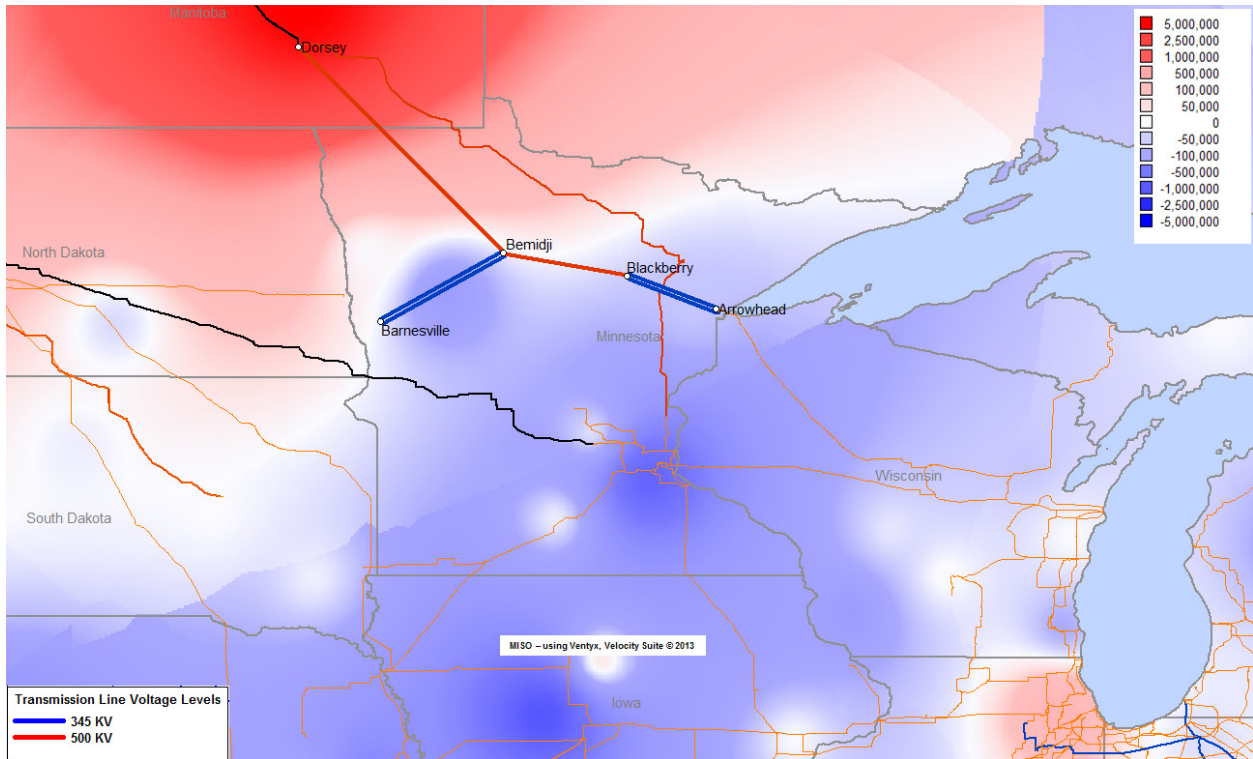 Manitoba
Dorsey
5,000,000
2,500,000
1,000,000
500,000
100,000
50,000
0
-50,000
-100,000
-500,000
-1,000,000
-2,500,000
-5,000,000
North Dakota
Bemidji
Blackberry
Arrowhead
Barnesville
Minnesota
Wisconsin
South Dakota
MISO – using Ventyx, Velocity Suite © 2013
Iowa
Transmission Line Voltage Levels
345 KV
500 KV